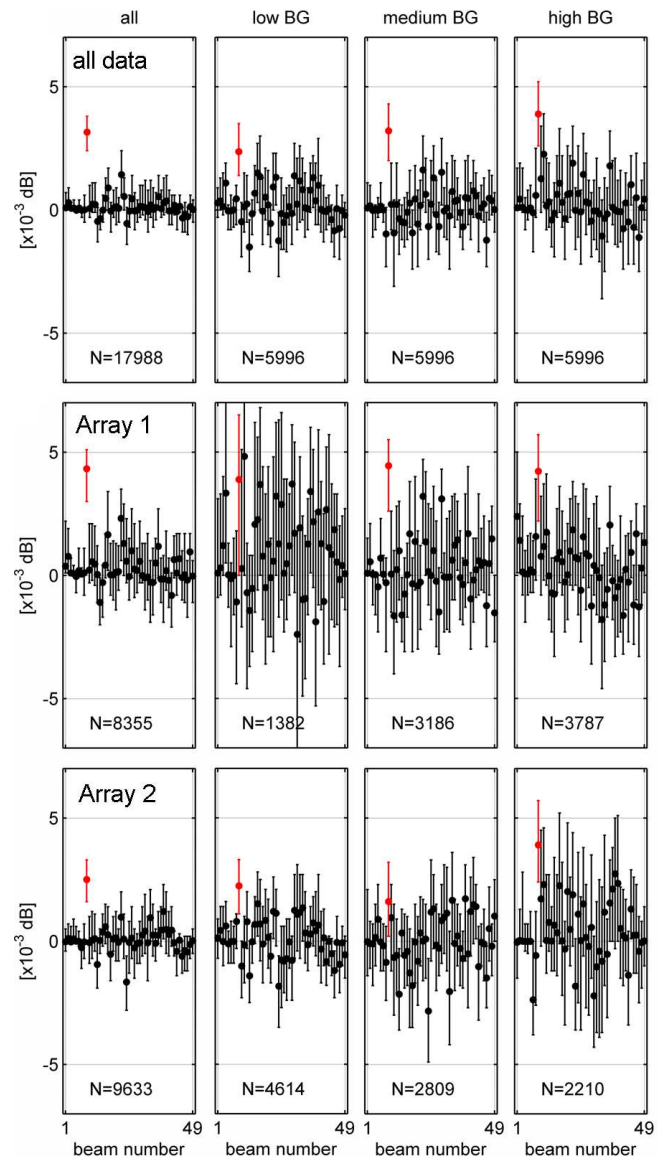 all low BG medium BG high BG
all data
5
0
-5
[x10⁻³ dB]
N=17988 N=5996 N=5996 N=5996
Array 1
5
0
-5
[x10⁻³ dB]
N=8355 N=1382 N=3186 N=3787
Array 2
5
0
-5
[x10⁻³ dB]
N=9633 N=4614 N=2809 N=2210
1 49 1 49 1 49 1 49
beam number beam number beam number beam number